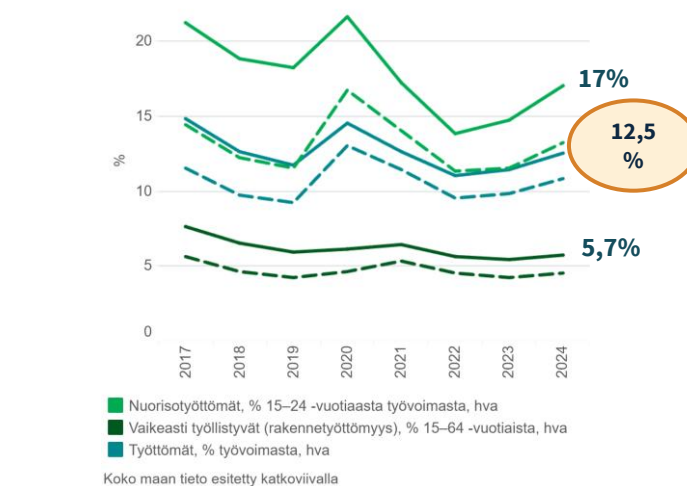 20
17%
15
12,5
%
%
10
5,7%
5
0
2017 2018 2019 2020 2021 2022 2023 2024
Nuorisotyöttömät, % 15–24 -vuotiaasta työvoimasta, hva
Vaikeasti työllistyvät (rakennetyöttömyys), % 15–64 -vuotiaista, hva
Työttömät, % työvoimasta, hva
Koko maan tieto esitetty katkoviivalla